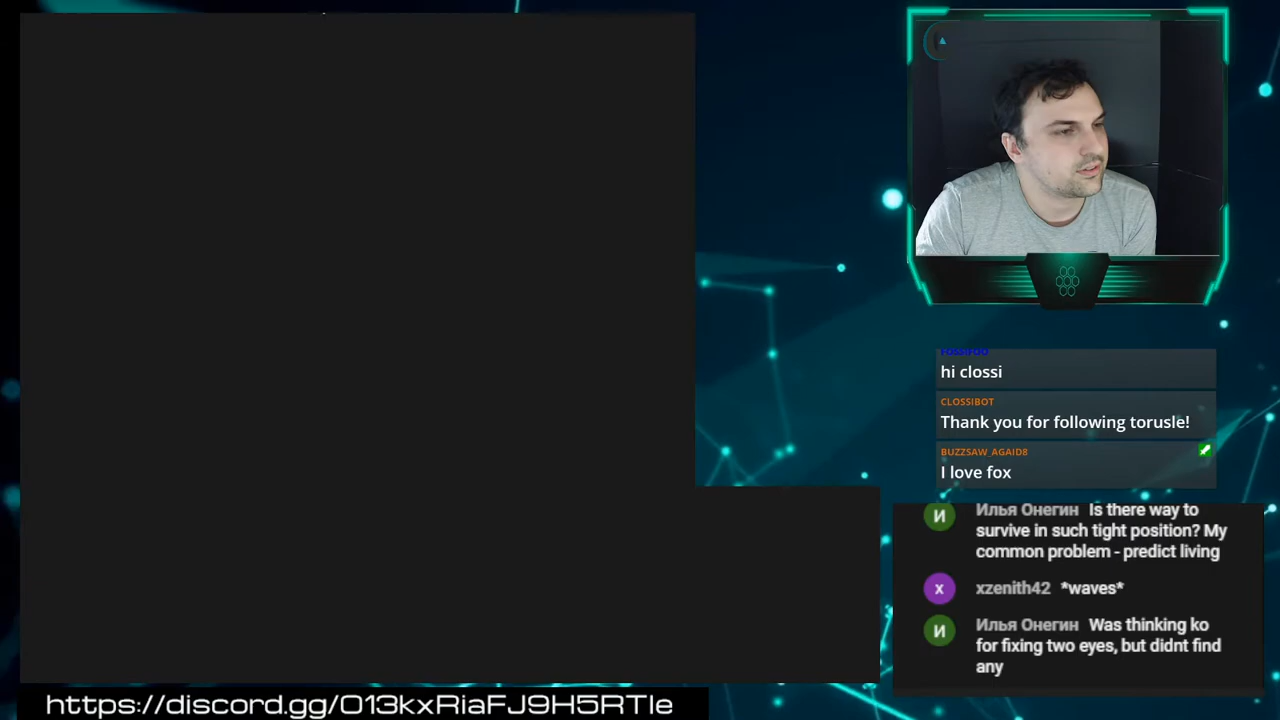 hi clossi
CLOSSIBOT
Thank you for following torusle!
BUZZSAW_AGAID8
I love fox
И Илья Онегин Is there way to
survive in such tight position? My
common problem - predict living
x xzenith42 *waves*
И Илья Онегин Was thinking ko
for fixing two eyes, but didnt find
any
https://discord.gg/013kxRiaFJ9H5RTle